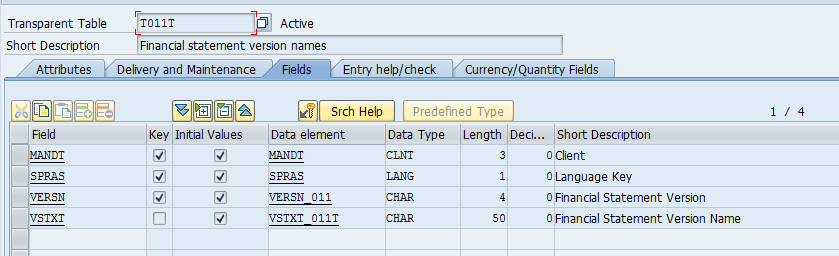 Transparent Table T011T Active
Short Description Financial statement version names
Attributes Delivery and Maintenance Fields Entry help/check Currency/Quantity Fields
Srch Help Predefined Type 1 / 4
Field Key Initial Values Data element Data Type Length Deci... Short Description
MANDT MANDT CLNT 3 0 Client
SPRAS SPRAS LANG 1 0 Language Key
VERSN VERSN_011 CHAR 4 0 Financial Statement Version
VSTXT VSTXT_011T CHAR 50 0 Financial Statement Version Name